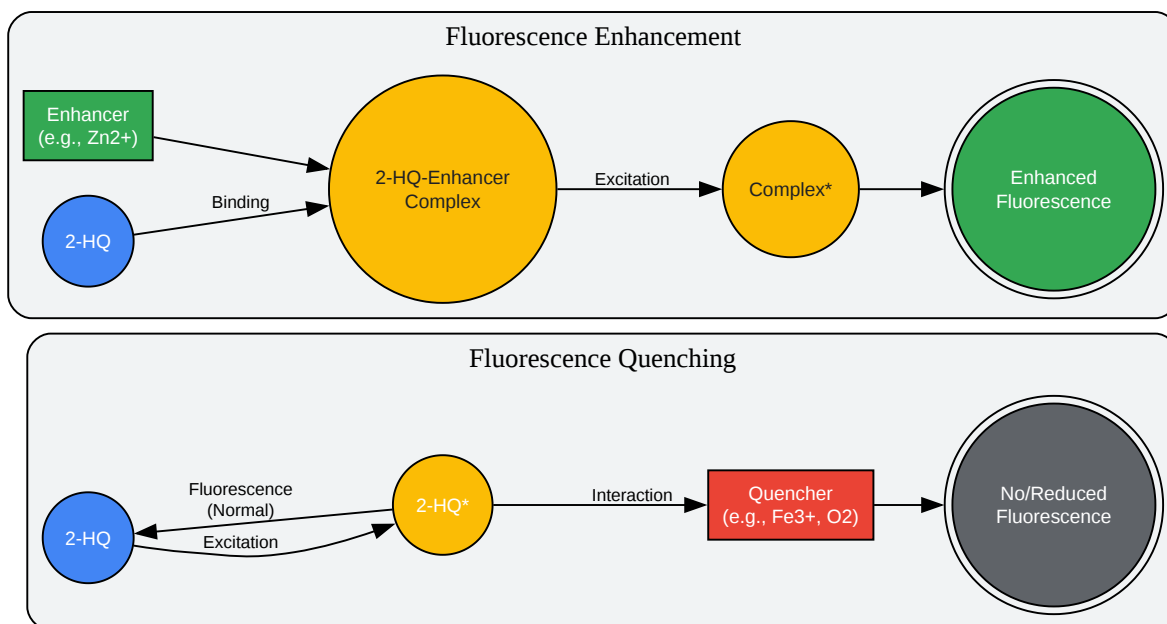 Fluorescence Enhancement
Enhancer
(e.g., Zn2+)
2-HQ
Binding
2-HQ-Enhancer
Complex
Excitation
Complex*
Enhanced
Fluorescence
Fluorescence Quenching
2-HQ
Fluorescence
(Normal)
Excitation
2-HQ*
Interaction
Quencher
(e.g., Fe3+, O2)
No/Reduced
Fluorescence